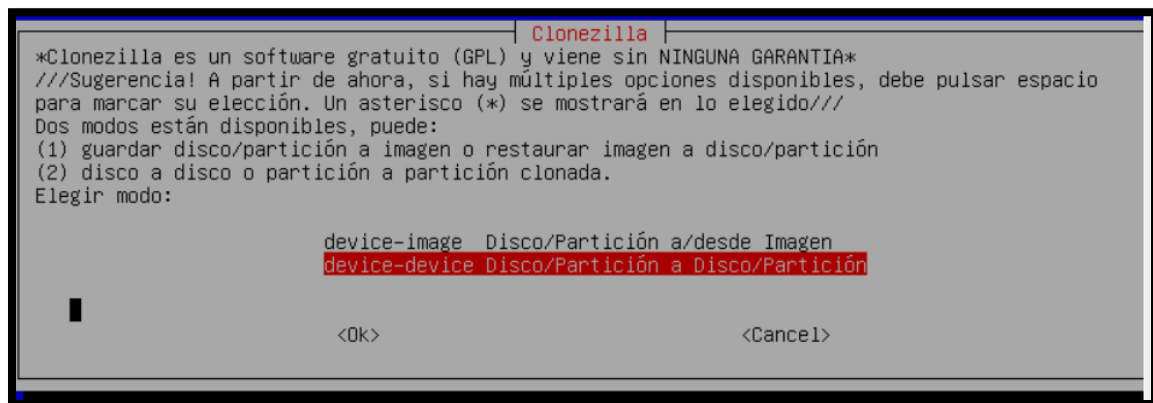 Clonezilla
*Clonezilla es un software gratuito (GPL) y viene sin NINGUNA GARANTIA*
///Sugerencia! A partir de ahora, si hay múltiples opciones disponibles, debe pulsar espacio
para marcar su elección. Un asterisco (*) se mostrará en lo elegido///
Dos modos están disponibles, puede:
(1) guardar disco/partición a imagen o restaurar imagen a disco/partición
(2) disco a disco o partición a partición clonada.
Elegir modo:
device-image Disco/Partición a/desde Imagen
device-device Disco/Partición a Disco/Partición
<Ok> <Cancel>